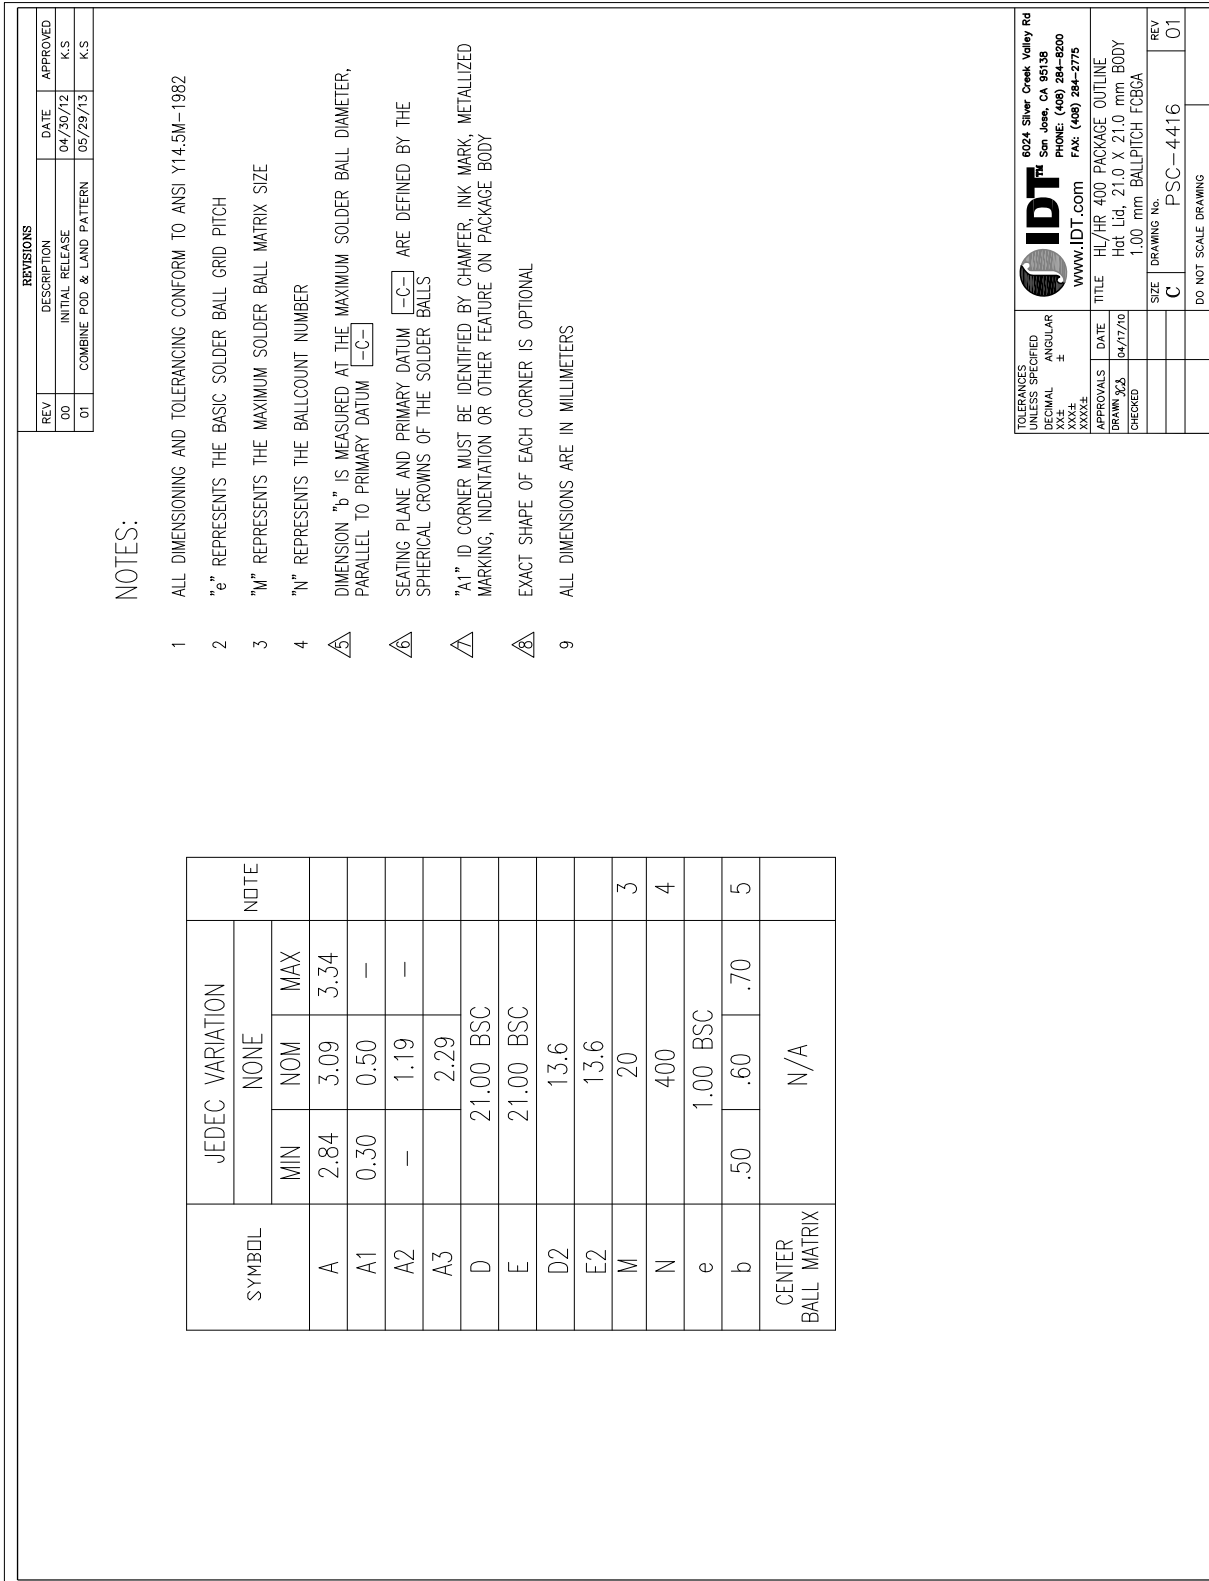 REVISIONS
REV DESCRIPTION DATE APPROVED
00 INITIAL RELEASE 04/30/12 K.S
01 COMBINE POD & LAND PATTERN 05/29/13 K.S
NOTES:
1 ALL DIMENSIONING AND TOLERANCING CONFORM TO ANSI Y14.5M-1982
2 "e" REPRESENTS THE BASIC SOLDER BALL GRID PITCH
3 "M" REPRESENTS THE MAXIMUM SOLDER BALL MATRIX SIZE
4 "N" REPRESENTS THE BALLCOUNT NUMBER
5 DIMENSION "b" IS MEASURED AT THE MAXIMUM SOLDER BALL DIAMETER,
PARALLEL TO PRIMARY DATUM -C-
6 SEATING PLANE AND PRIMARY DATUM -C- ARE DEFINED BY THE
SPHERICAL CROWNS OF THE SOLDER BALLS
7 "A1" ID CORNER MUST BE IDENTIFIED BY CHAMFER, INK MARK, METALLIZED
MARKING, INDENTATION OR OTHER FEATURE ON PACKAGE BODY
8 EXACT SHAPE OF EACH CORNER IS OPTIONAL
9 ALL DIMENSIONS ARE IN MILLIMETERS
SYMBOL JEDEC VARIATION NOTE
NONE
MIN NOM MAX
A 2.84 3.09 3.34
A1 0.30 0.50 –
A2 – 1.19 –
A3 2.29
D 21.00 BSC
E 21.00 BSC
D2 13.6
E2 13.6
M 20 3
N 400 4
e 1.00 BSC
b .50 .60 .70 5
CENTER
BALL MATRIX N/A
TOLERANCES
UNLESS SPECIFIED
DECIMAL ANGULAR
XX± ±
XXX±
XXXX±
APPROVALS DATE
DRAWN 04/17/10
CHECKED
IDT™
www.IDT.com
6024 Silver Creek Valley Rd
San Jose, CA 95138
PHONE: (408) 284-8200
FAX: (408) 284-2775
TITLE HL/HR 400 PACKAGE OUTLINE
Hat Lid, 21.0 X 21.0 mm BODY
1.00 mm BALLPITCH FCBGA
SIZE DRAWING No. REV
C PSC-4416 01
DO NOT SCALE DRAWING